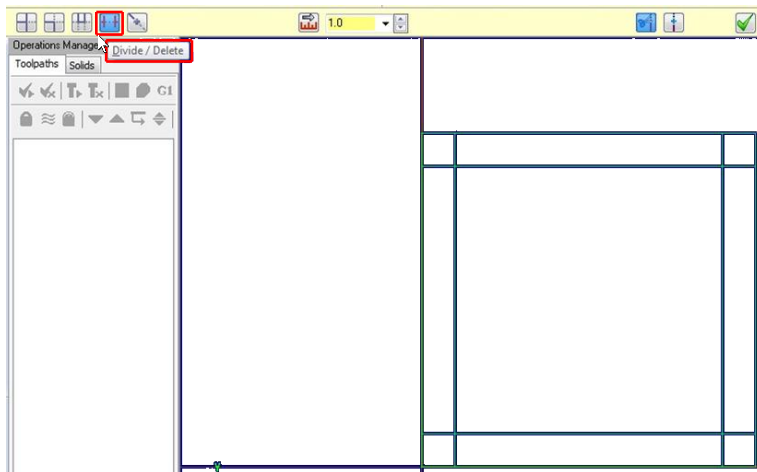 1.0
Operations Manage
Divide / Delete
Toolpaths Solids
G1